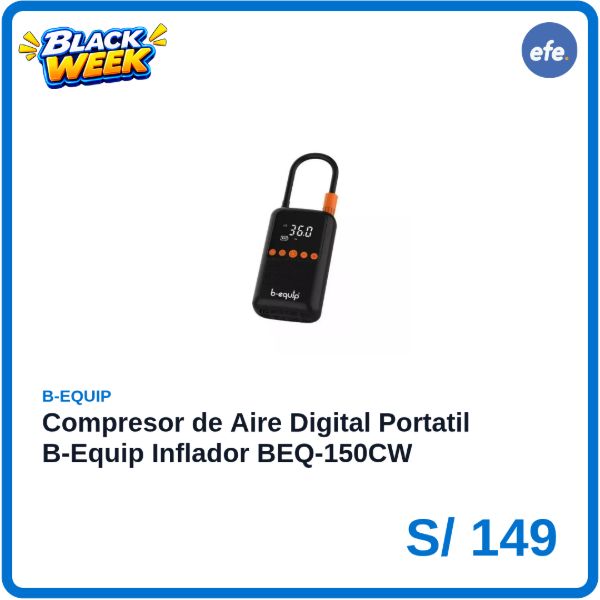 BLACK
WEEK
efe.
36.0
b-equip
B-EQUIP
Compresor de Aire Digital Portatil
B-Equip Inflador BEQ-150CW
S/ 149